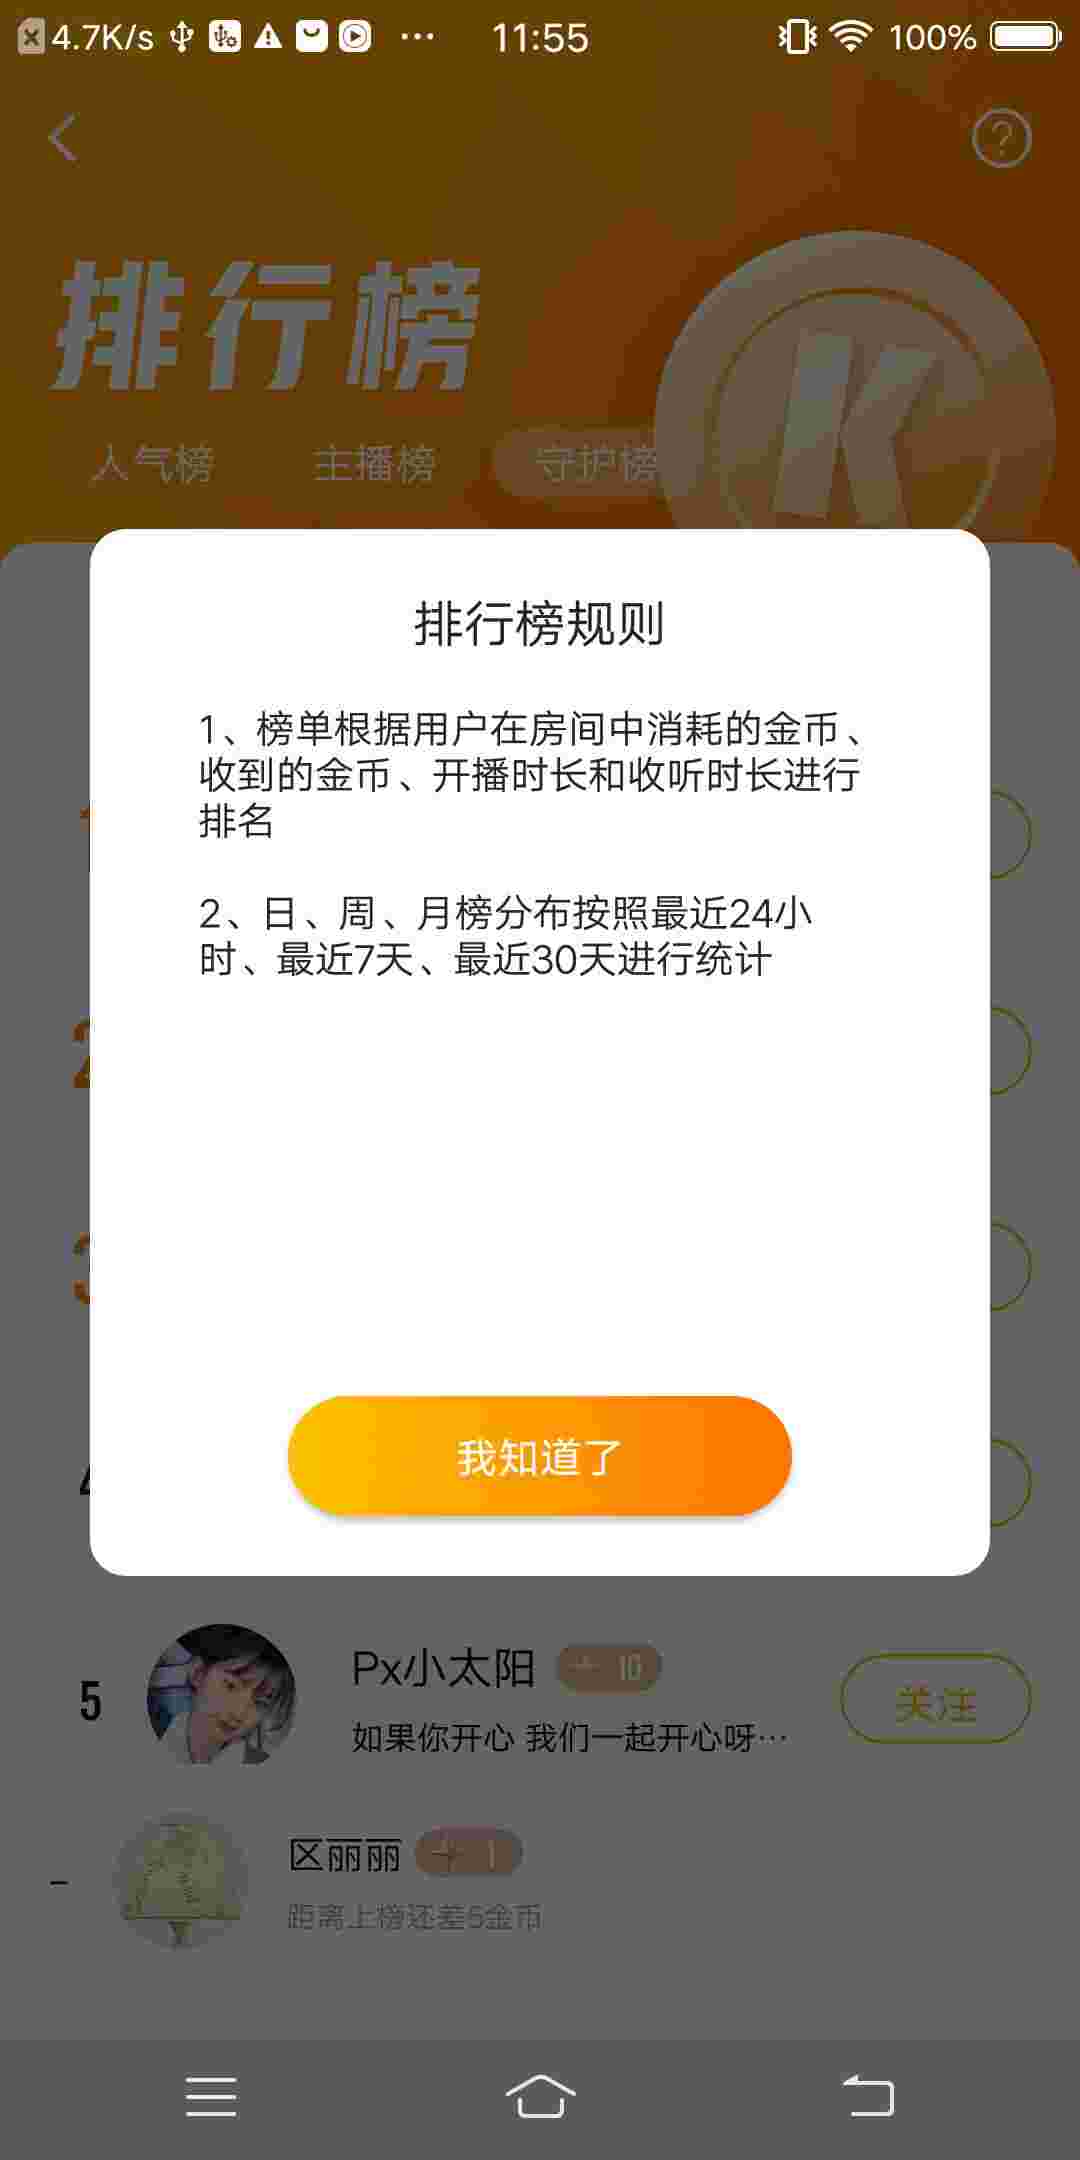 4.7K/s
11:55
100%
?
排行榜
人气榜
主播榜
守护榜
K
排行榜规则
1、榜单根据用户在房间中消耗的金币、
收到的金币、开播时长和收听时长进行
排名
2、日、周、月榜分布按照最近24小
时、最近7天、最近30天进行统计
我知道了
5
Px小太阳
10
如果你开心 我们一起开心呀…
关注
–
区丽丽
1
距离上榜还差5金币